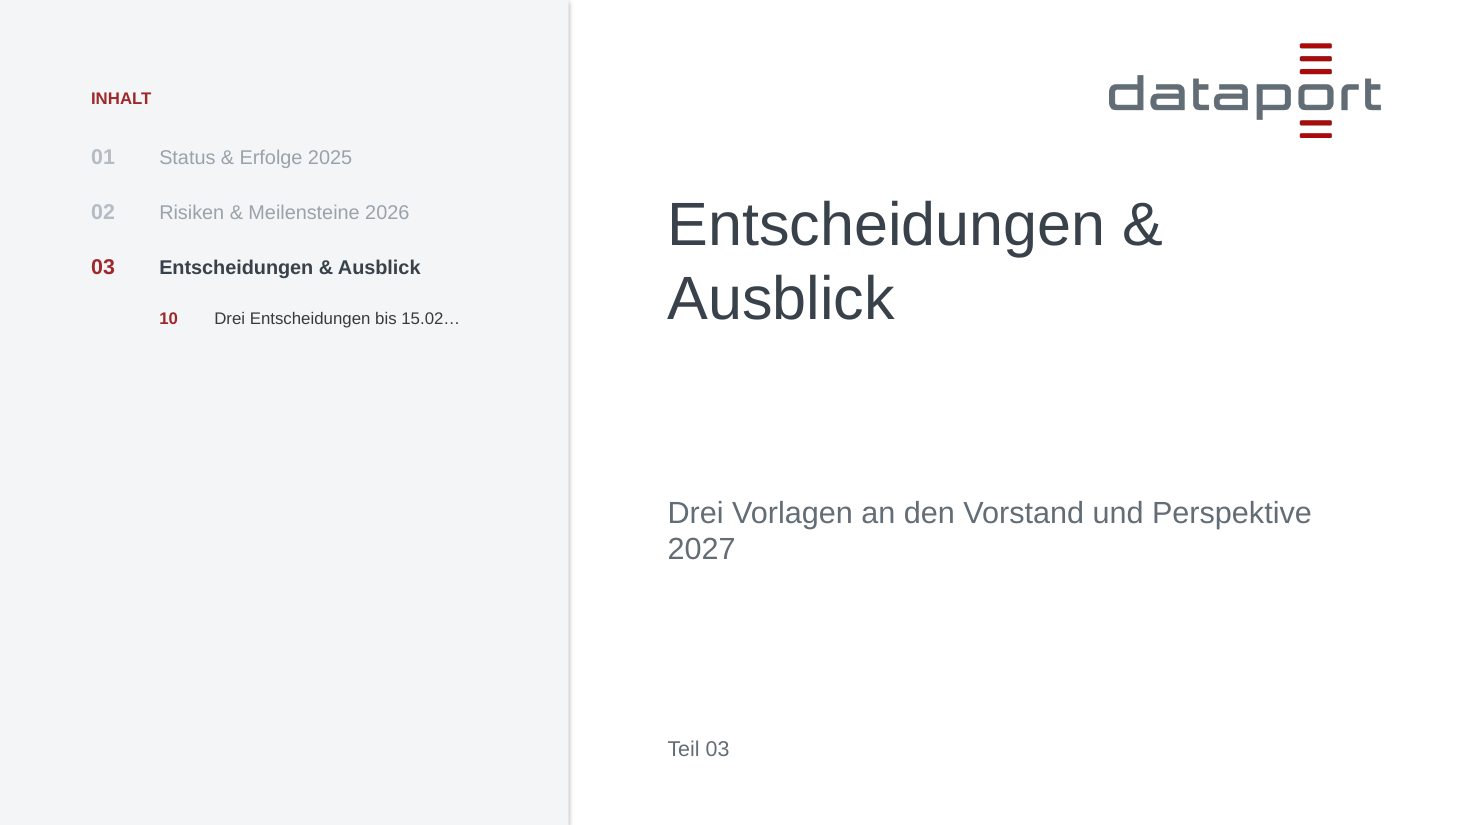 INHALT
01 Status & Erfolge 2025
02 Risiken & Meilensteine 2026
03 Entscheidungen & Ausblick
10 Drei Entscheidungen bis 15.02…
dataport
Entscheidungen &
Ausblick
Drei Vorlagen an den Vorstand und Perspektive
2027
Teil 03